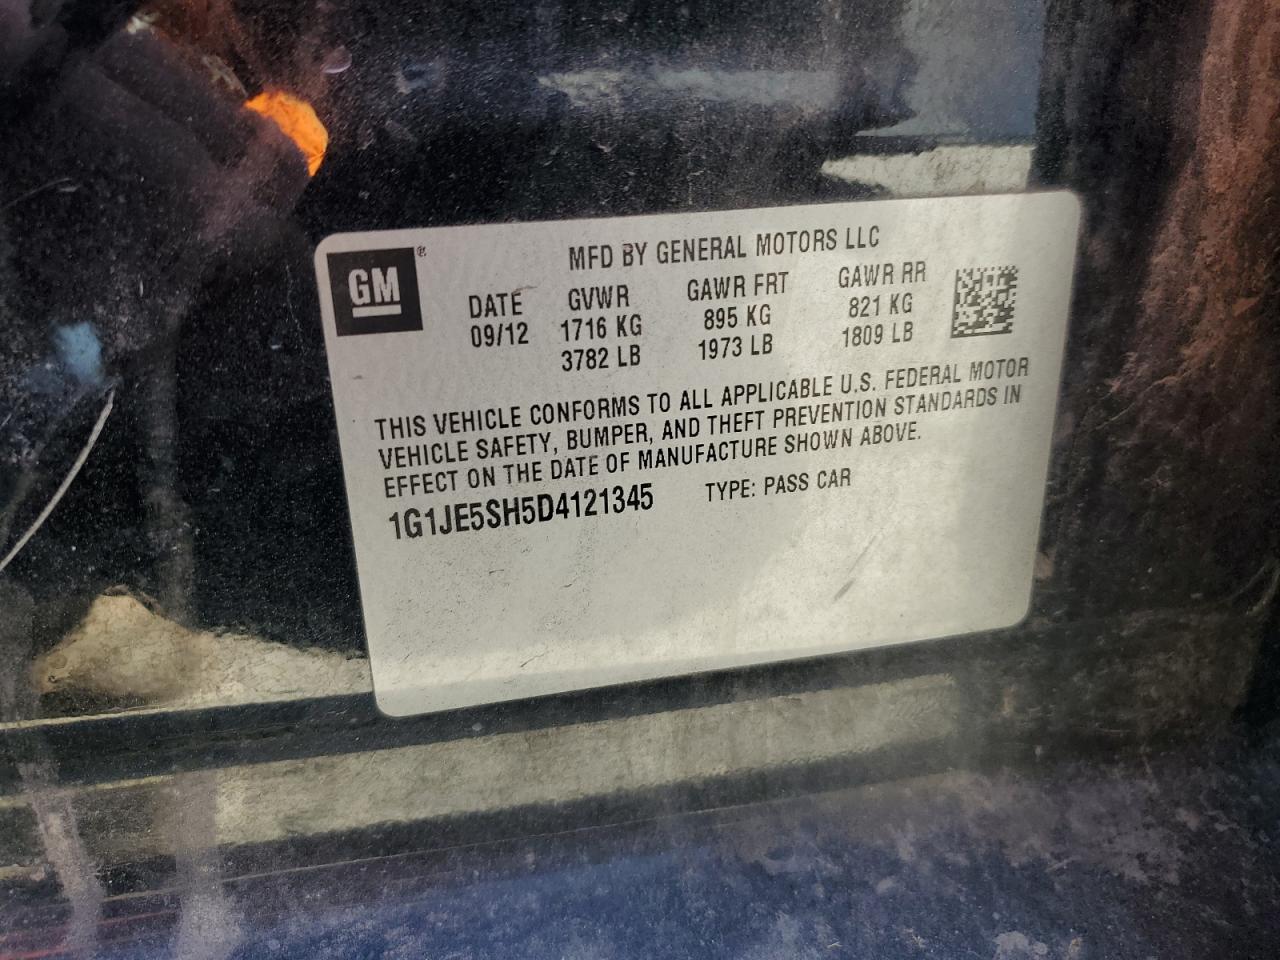 GM ®
MFD BY GENERAL MOTORS LLC
DATE GVWR GAWR FRT GAWR RR
09/12 1716 KG 895 KG 821 KG
3782 LB 1973 LB 1809 LB
THIS VEHICLE CONFORMS TO ALL APPLICABLE U.S. FEDERAL MOTOR
VEHICLE SAFETY, BUMPER, AND THEFT PREVENTION STANDARDS IN
EFFECT ON THE DATE OF MANUFACTURE SHOWN ABOVE.
1G1JE5SH5D4121345 TYPE: PASS CAR